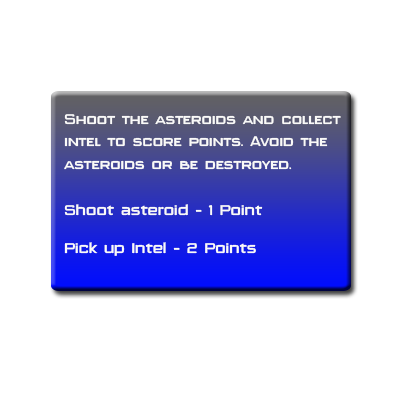 Shoot the asteroids and collect
intel to score points. Avoid the
asteroids or be destroyed.
Shoot asteroid - 1 Point
Pick up Intel - 2 Points